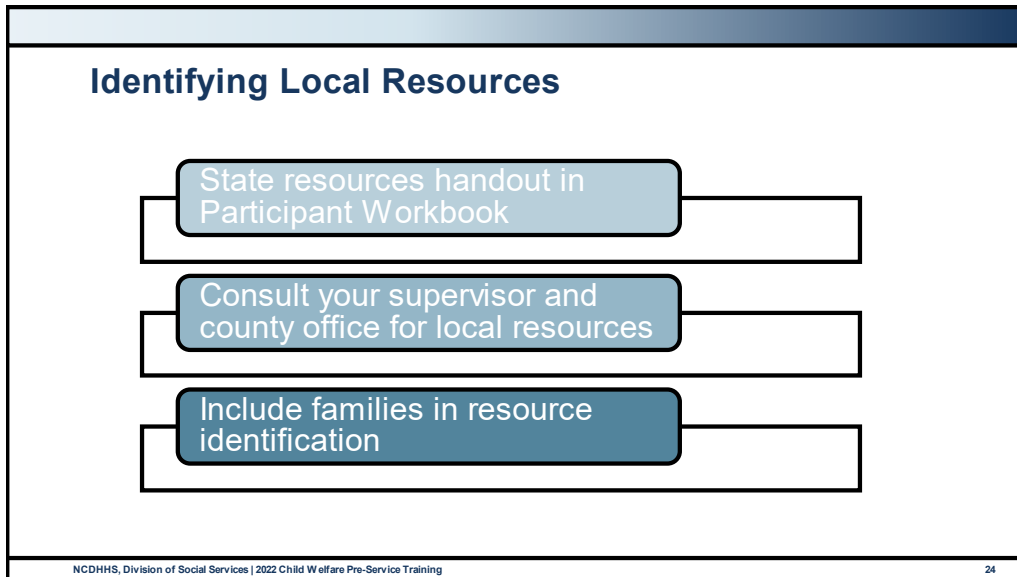 Identifying Local Resources
State resources handout in
Participant Workbook
Consult your supervisor and
county office for local resources
Include families in resource
identification
NCDHHS, Division of Social Services | 2022 Child Welfare Pre-Service Training
24